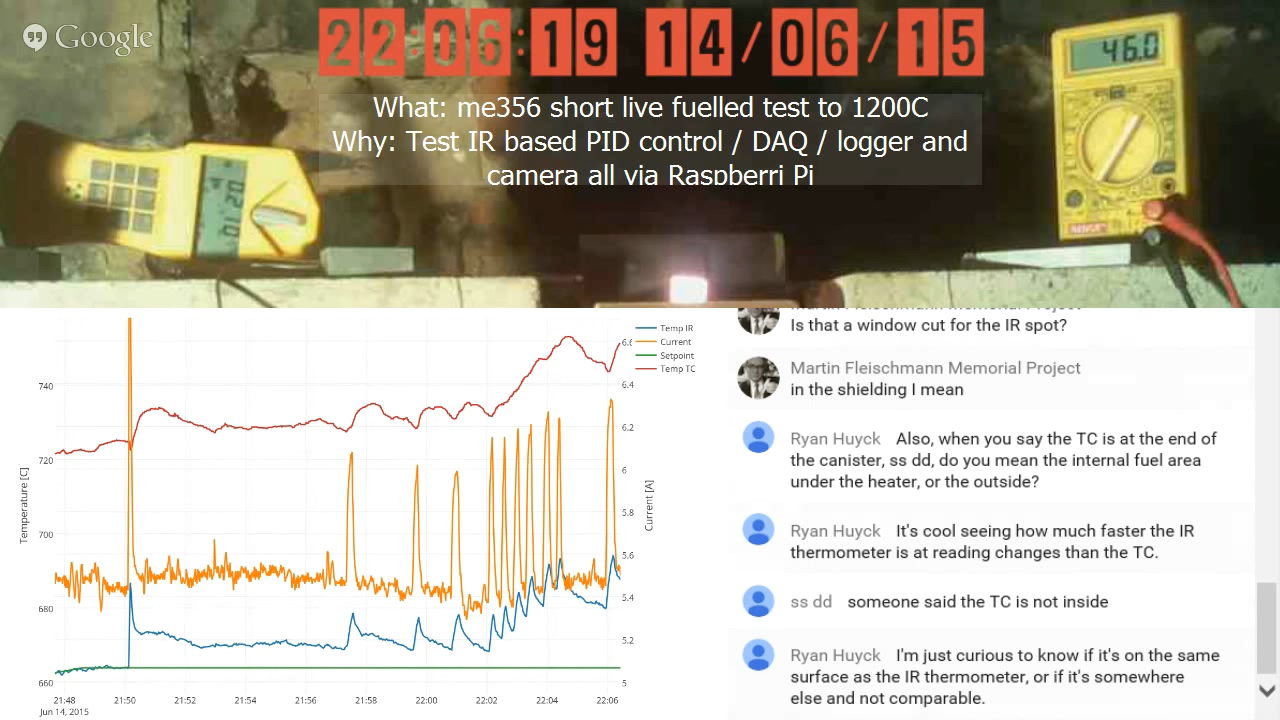 Google
22:06:19 14/06/15
What: me356 short live fuelled test to 1200C
Why: Test IR based PID control / DAQ / logger and
camera all via Raspberri Pi
46.0
Martin Fleischmann Memorial Project
Is that a window cut for the IR spot?
Martin Fleischmann Memorial Project
in the shielding I mean
Ryan Huyck Also, when you say the TC is at the end of
the canister, ss dd, do you mean the internal fuel area
under the heater, or the outside?
Ryan Huyck It's cool seeing how much faster the IR
thermometer is at reading changes than the TC.
ss dd someone said the TC is not inside
Ryan Huyck I'm just curious to know if it's on the same
surface as the IR thermometer, or if it's somewhere
else and not comparable.
Temp IR
Current
Setpoint
Temp TC
Temperature [C]
740
720
700
680
660
6.6
6.4
6.2
6
5.8
5.6
5.4
5.2
5
Current [A]
21:48 21:50 21:52 21:54 21:56 21:58 22:00 22:02 22:04 22:06
Jun 14, 2015